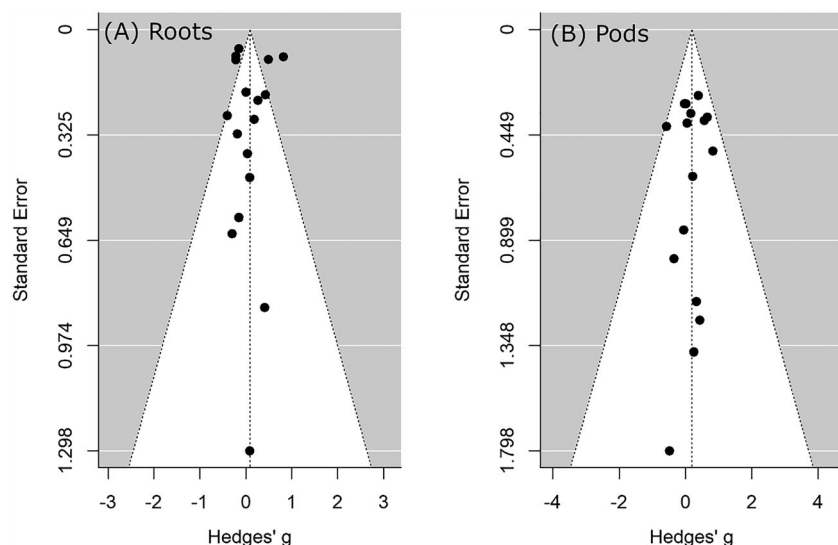 (A) Roots
Standard Error
0
0.325
0.649
0.974
1.298
-3 -2 -1 0 1 2 3
Hedges' g
(B) Pods
Standard Error
0
0.449
0.899
1.348
1.798
-4 -2 0 2 4
Hedges' g